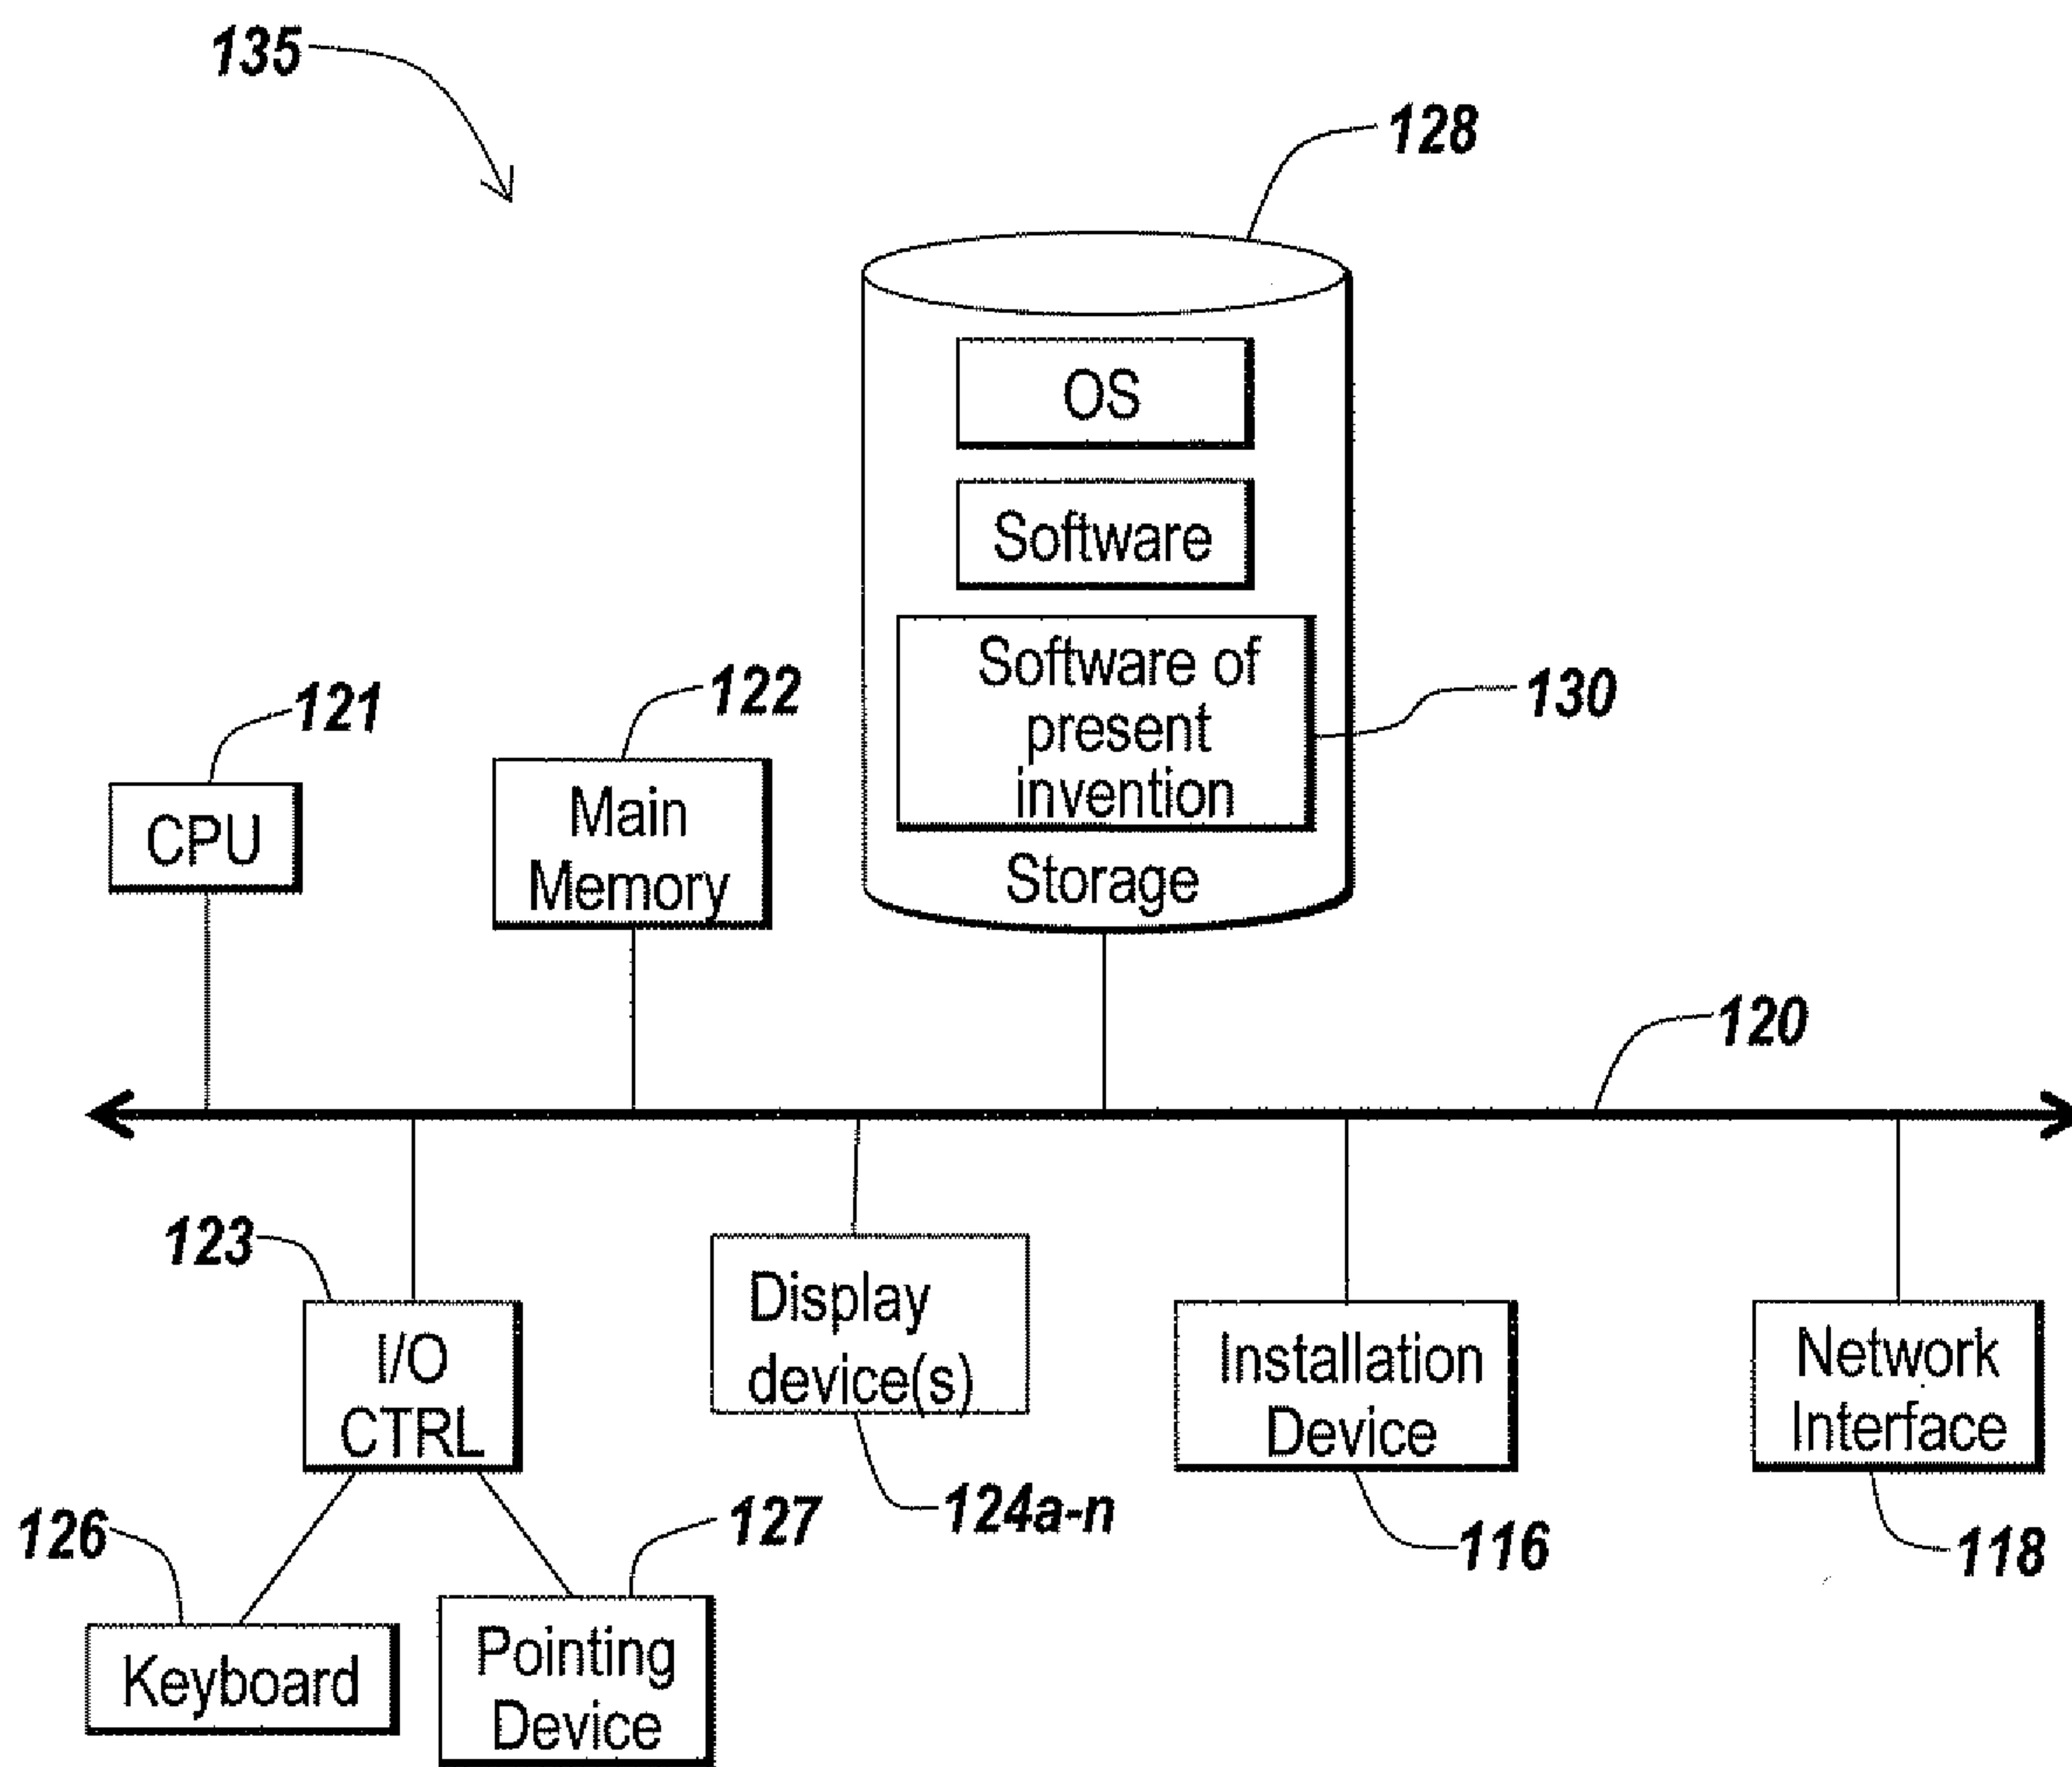 135
128
OS
Software
Software of
present
invention
130
121
122
CPU
Main
Memory
Storage
120
123
I/O
CTRL
Display
device(s)
Installation
Device
Network
Interface
126
127
124a-n
116
118
Keyboard
Pointing
Device